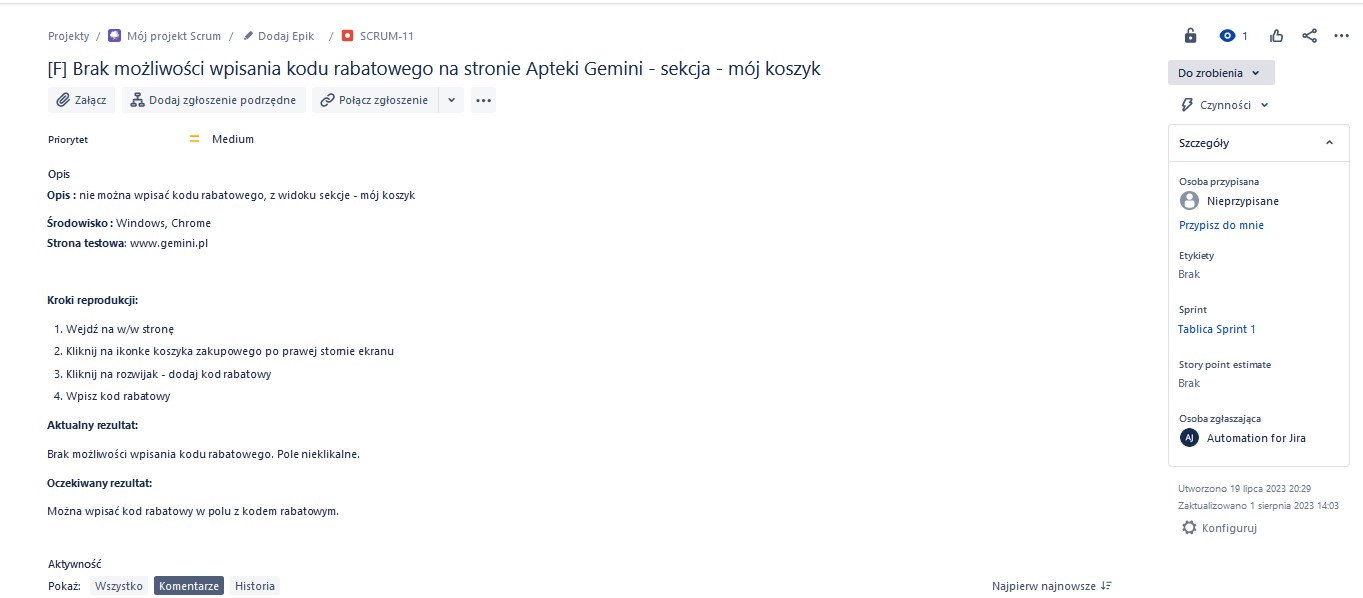 Projekty / Mój projekt Scrum / Dodaj Epik / SCRUM-11
1
[F] Brak możliwości wpisania kodu rabatowego na stronie Apteki Gemini - sekcja - mój koszyk
Do zrobienia
Załącz Dodaj zgłoszenie podrzędne Połącz zgłoszenie
Czynności
Priorytet Medium
Szczegóły
Opis
Opis : nie można wpisać kodu rabatowego, z widoku sekcje - mój koszyk
Środowisko : Windows, Chrome
Strona testowa: www.gemini.pl
Kroki reprodukcji:
1. Wejdź na w/w stronę
2. Kliknij na ikonke koszyka zakupowego po prawej stornie ekranu
3. Kliknij na rozwijak - dodaj kod rabatowy
4. Wpisz kod rabatowy
Aktualny rezultat:
Brak możliwości wpisania kodu rabatowego. Pole nieklikalne.
Oczekiwany rezultat:
Można wpisać kod rabatowy w polu z kodem rabatowym.
Osoba przypisana
Nieprzypisane
Przypisz do mnie
Etykiety
Brak
Sprint
Tablica Sprint 1
Story point estimate
Brak
Osoba zgłaszająca
AJ Automation for Jira
Utworzono 19 lipca 2023 20:29
Zaktualizowano 1 sierpnia 2023 14:03
Konfiguruj
Aktywność
Pokaż: Wszystko Komentarze Historia
Najpierw najnowsze